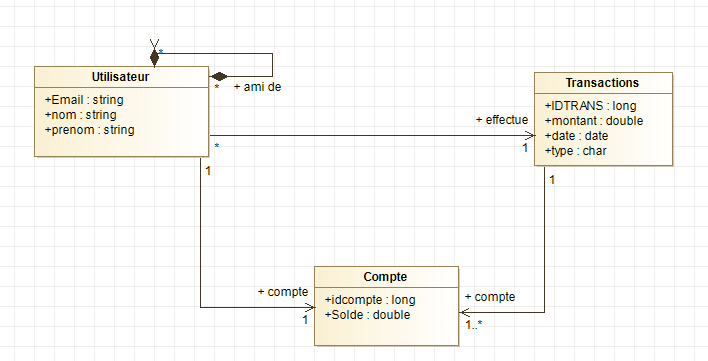 *
Utilisateur
+Email : string
+nom : string
+prenom : string
*
+ ami de
Transactions
+IDTRANS : long
+montant : double
+date : date
+type : char
+ effectue
*
1
1
1
Compte
+idcompte : long
+Solde : double
+ compte
1
+ compte
1..*